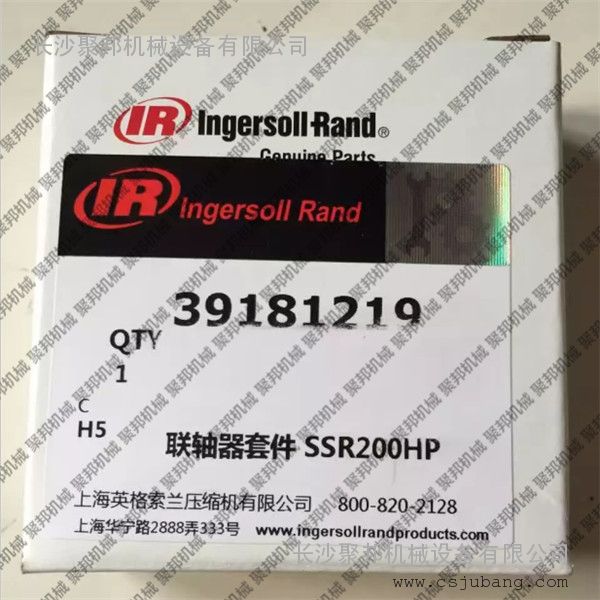 长沙聚邦机械设备有限公司
IR Ingersoll Rand®
Genuine Parts
IR Ingersoll Rand
39181219
QTY
1
C
H5
联轴器套件 SSR200HP
上海英格索兰压缩机有限公司 800-820-2128
上海华宁路2888弄333号 www.ingersollrandproducts.com
长沙聚邦机械设备有限公司
www.csjubang.com
聚邦机械